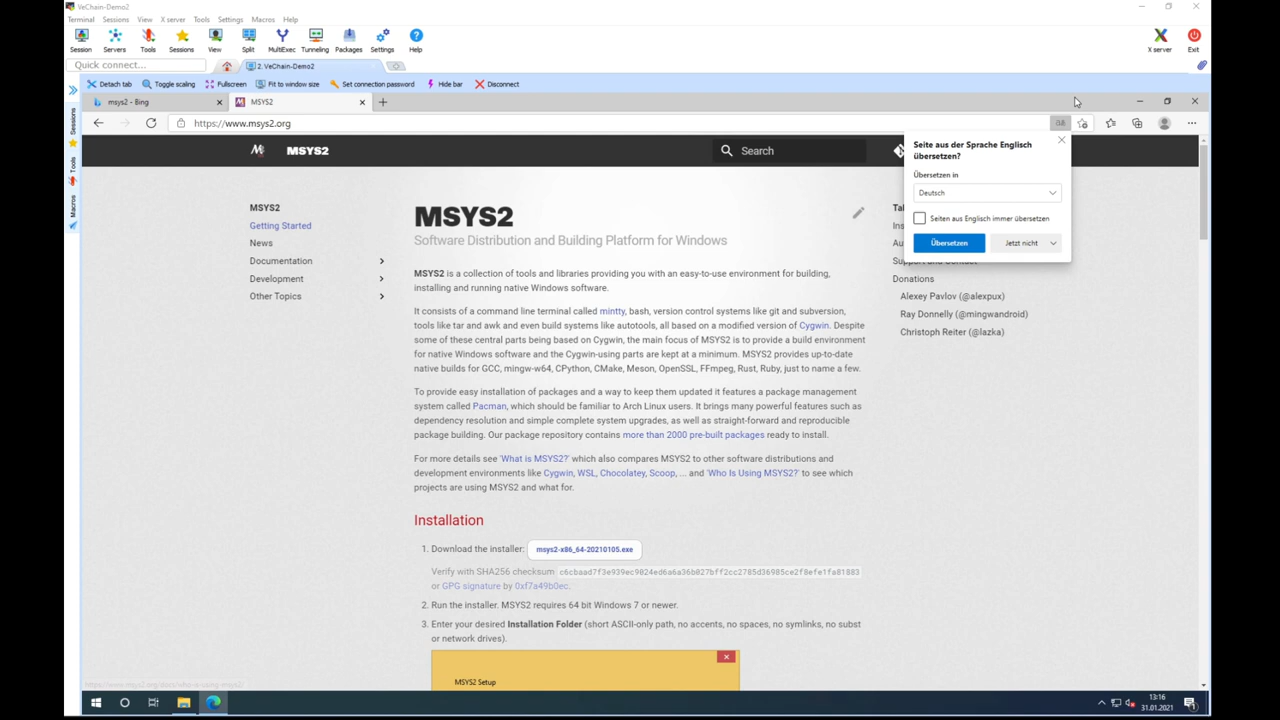 VeChain-Demo2
Terminal Sessions View X server Tools Settings Macros Help
Session Servers Tools Sessions View Split MultiExec Tunneling Packages Settings Help X server Exit
Quick connect...
2. VeChain-Demo2
Detach tab Toggle scaling Fullscreen Fit to window size Set connection password Hide bar Disconnect
msys2 - Bing
MSYS2
https://www.msys2.org
Sessions
Tools
Macros
MSYS2
Search
Seite aus der Sprache Englisch
übersetzen?
Übersetzen in
Deutsch
Seiten aus Englisch immer übersetzen
Übersetzen
Jetzt nicht
MSYS2
Getting Started
News
Documentation
Development
Other Topics
MSYS2
Software Distribution and Building Platform for Windows
MSYS2 is a collection of tools and libraries providing you with an easy-to-use environment for building,
installing and running native Windows software.
It consists of a command line terminal called mintty, bash, version control systems like git and subversion,
tools like tar and awk and even build systems like autotools, all based on a modified version of Cygwin. Despite
some of these central parts being based on Cygwin, the main focus of MSYS2 is to provide a build environment
for native Windows software and the Cygwin-using parts are kept at a minimum. MSYS2 provides up-to-date
native builds for GCC, mingw-w64, CPython, CMake, Meson, OpenSSL, FFmpeg, Rust, Ruby, just to name a few.
To provide easy installation of packages and a way to keep them updated it features a package management
system called Pacman, which should be familiar to Arch Linux users. It brings many powerful features such as
dependency resolution and simple complete system upgrades, as well as straight-forward and reproducible
package building. Our package repository contains more than 2000 pre-built packages ready to install.
For more details see 'What is MSYS2?' which also compares MSYS2 to other software distributions and
development environments like Cygwin, WSL, Chocolatey, Scoop, ... and 'Who Is Using MSYS2?' to see which
projects are using MSYS2 and what for.
Installation
1. Download the installer: msys2-x86_64-20210105.exe
Verify with SHA256 checksum c6cbaad7f3e939ec9024ed6a6a36b027bff2cc2785d36985ce2f8efe1fa81883
or GPG signature by 0xf7a49b0ec.
2. Run the installer. MSYS2 requires 64 bit Windows 7 or newer.
3. Enter your desired Installation Folder (short ASCII-only path, no accents, no spaces, no symlinks, no subst
or network drives).
MSYS2 Setup
Donations
Alexey Pavlov (@alexpux)
Ray Donnelly (@mingwandroid)
Christoph Reiter (@lazka)
https://www.msys2.org/docs/who-is-using-msys2/
13:16
31.01.2021